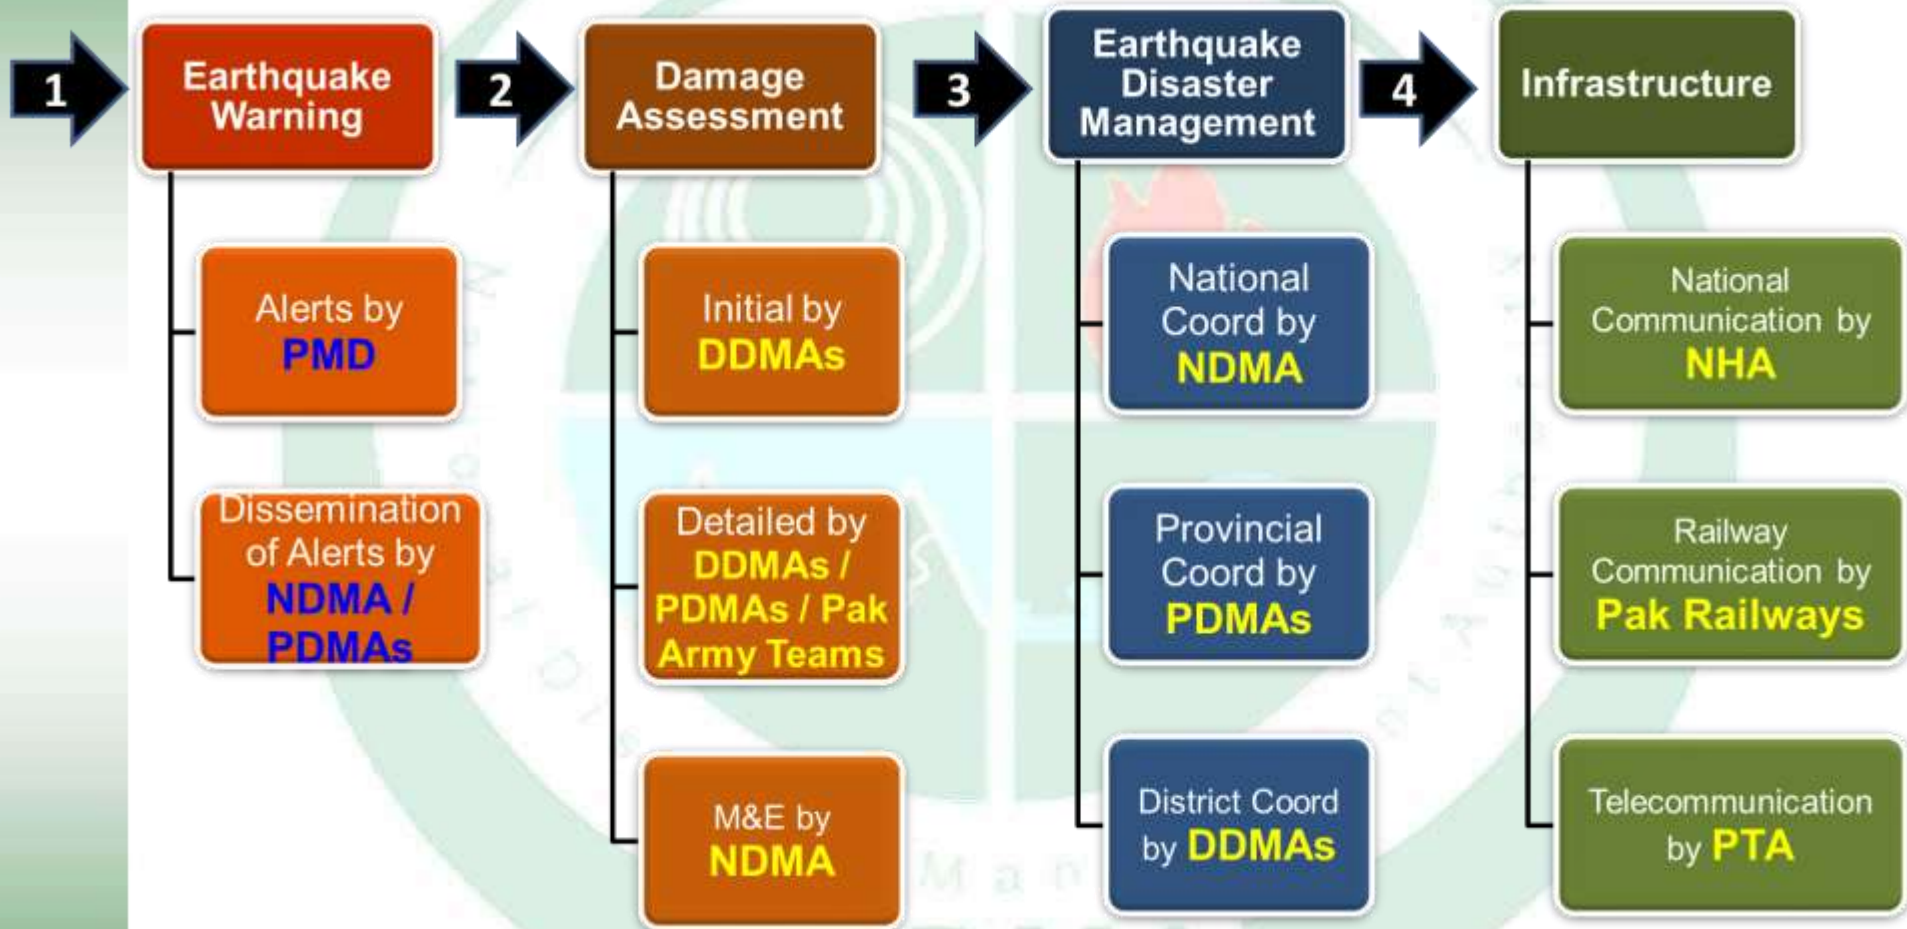 1
Earthquake
Warning
Alerts by
PMD
Dissemination
of Alerts by
NDMA /
PDMAs
2
Damage
Assessment
Initial by
DDMAs
Detailed by
DDMAs /
PDMAs / Pak
Army Teams
M&E by
NDMA
3
Earthquake
Disaster
Management
National
Coord by
NDMA
Provincial
Coord by
PDMAs
District Coord
by DDMAs
4
Infrastructure
National
Communication by
NHA
Railway
Communication by
Pak Railways
Telecommunication
by PTA